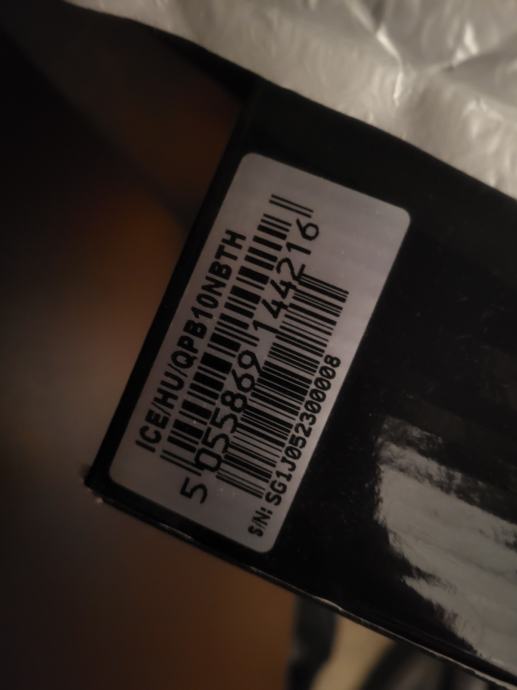 ICE/HU/QPB10NBTH
5 055869 144216
S/N: SG1J052300008